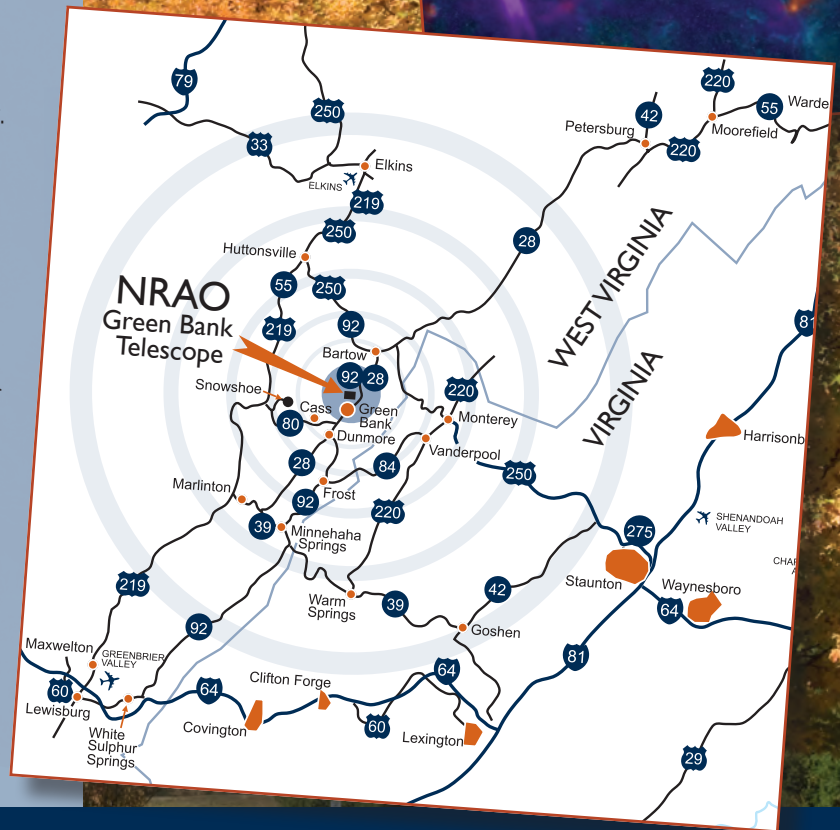 79
250
33
Elkins
ELKINS
219
250
Huttonsville
55
250
219
92
NRAO
Green Bank
Telescope
Bartow
92
28
Snowshoe
Cass
Green
Bank
80
Dunmore
28
84
Marlinton
92
Frost
39
Minnehaha
Springs
220
219
92
Warm
Springs
39
42
Goshen
Maxwelton
GREENBRIER
VALLEY
60
Lewisburg
White
Sulphur
Springs
64
Covington
Clifton Forge
60
64
Lexington
81
29
220
42
55
Warde
Petersburg
220
Moorefield
28
WEST VIRGINIA
VIRGINIA
220
Monterey
Vanderpool
250
81
Harrisonb
SHENANDOAH
VALLEY
275
Staunton
Waynesboro
64